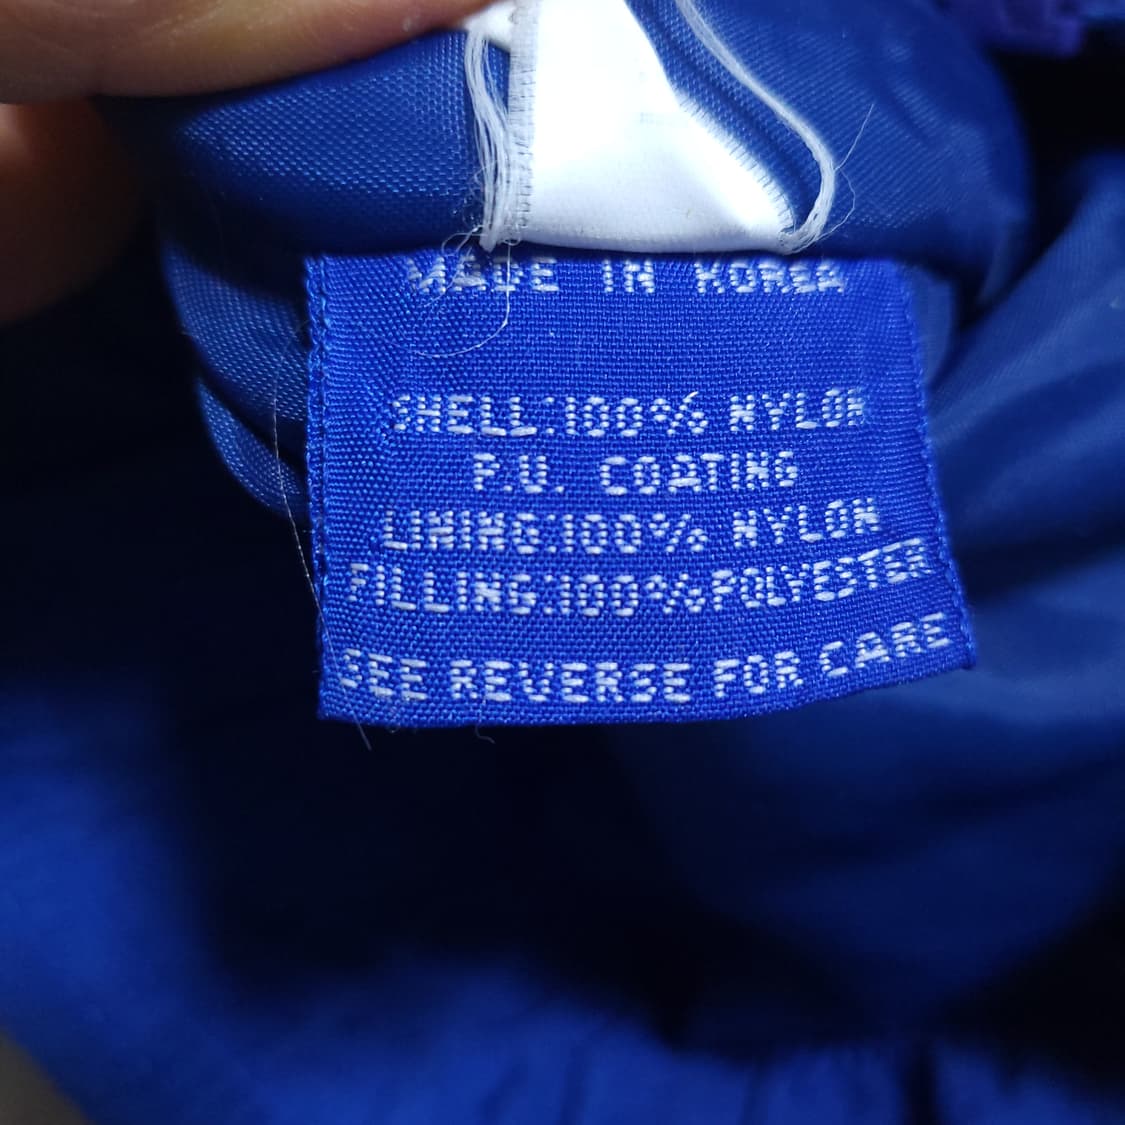 MADE IN KOREA
SHELL:100% NYLON
P.U. COATING
LINING:100% NYLON
FILLING:100%POLYESTER
SEE REVERSE FOR CARE